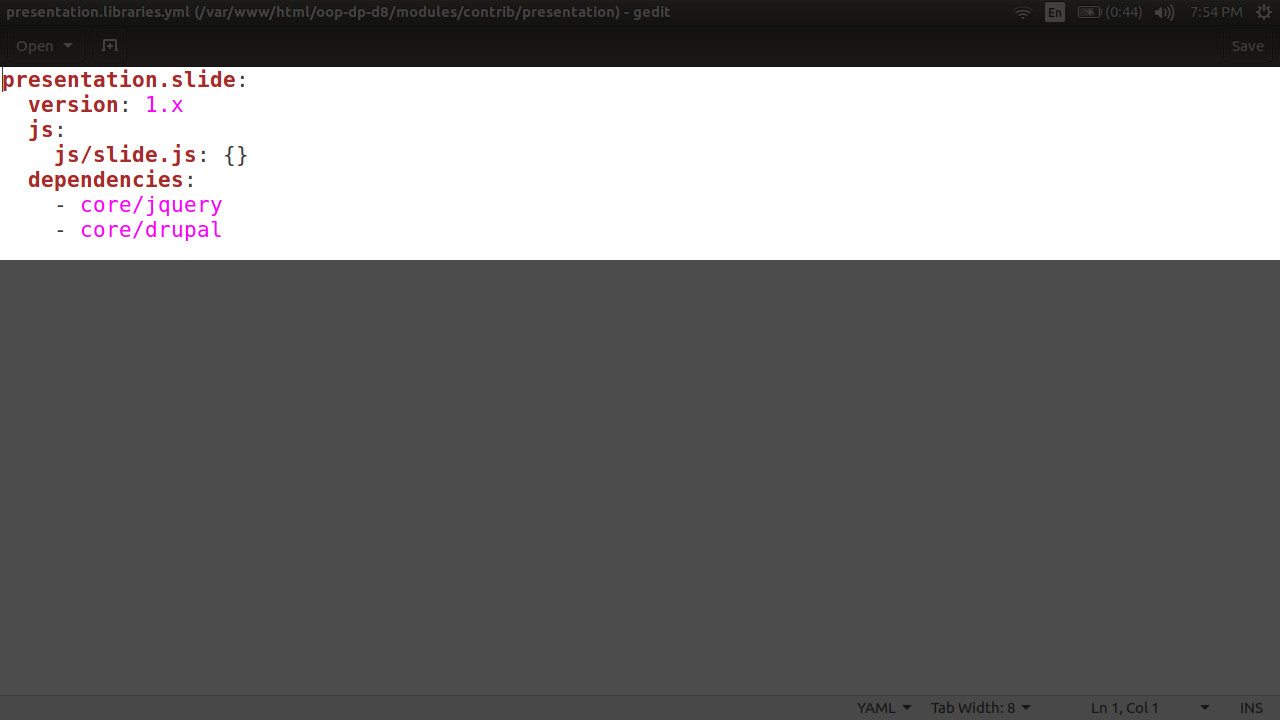 presentation.libraries.yml (/var/www/html/oop-dp-d8/modules/contrib/presentation) - gedit
En (0:44) 7:54 PM
Open Save
presentation.slide:
  version: 1.x
  js:
    js/slide.js: {}
  dependencies:
    - core/jquery
    - core/drupal
YAML Tab Width: 8 Ln 1, Col 1 INS